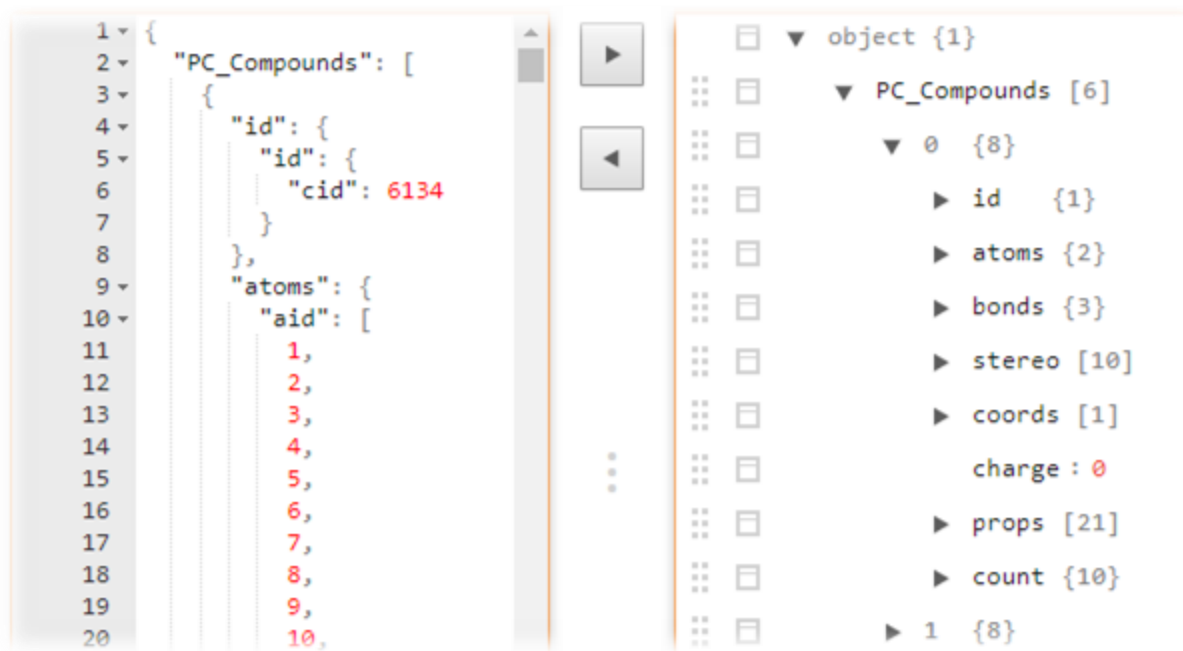 1 {
2 "PC_Compounds": [
3 {
4 "id": {
5 "id": {
6 "cid": 6134
7 }
8 },
9 "atoms": {
10 "aid": [
11 1,
12 2,
13 3,
14 4,
15 5,
16 6,
17 7,
18 8,
19 9,
20 10,
object {1}
PC_Compounds [6]
0 {8}
id {1}
atoms {2}
bonds {3}
stereo [10]
coords [1]
charge : 0
props [21]
count {10}
1 {8}